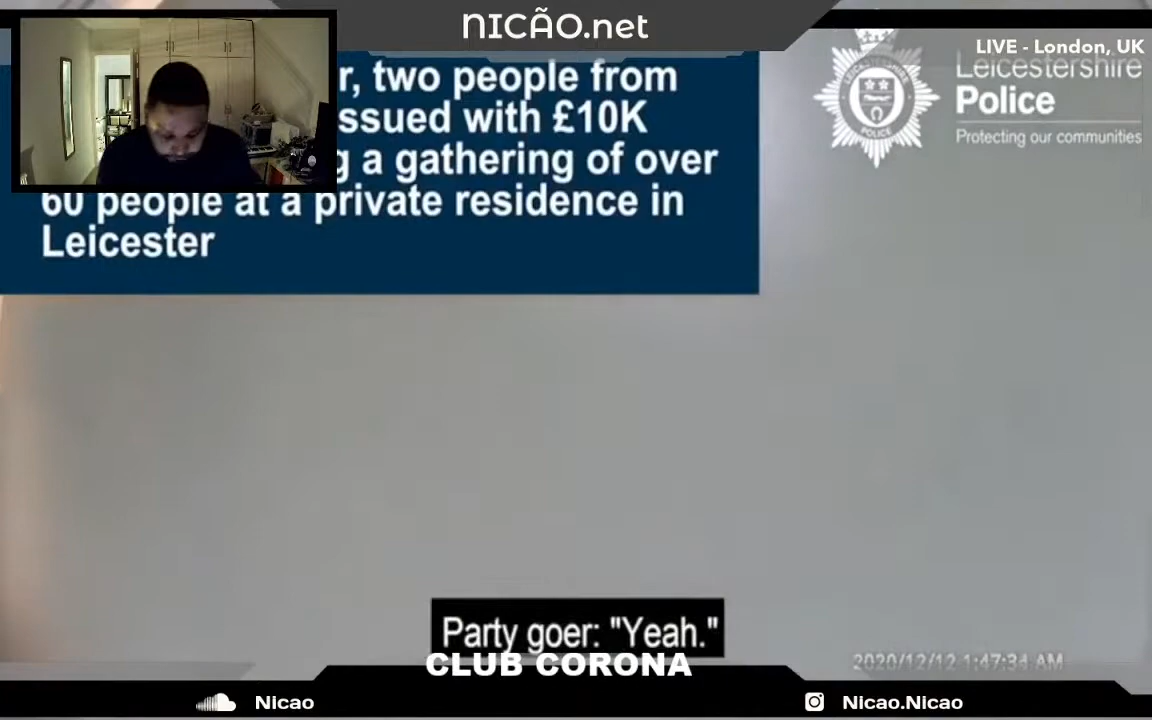 NICÃO.net
LIVE - London, UK
r, two people from
ssued with £10K
g a gathering of over
60 people at a private residence in
Leicester
Leicestershire
Police
Protecting our communities
POLICE
Party goer: "Yeah."
CLUB CORONA
2020/12/12 1:47:34 AM
Nicao
Nicao.Nicao